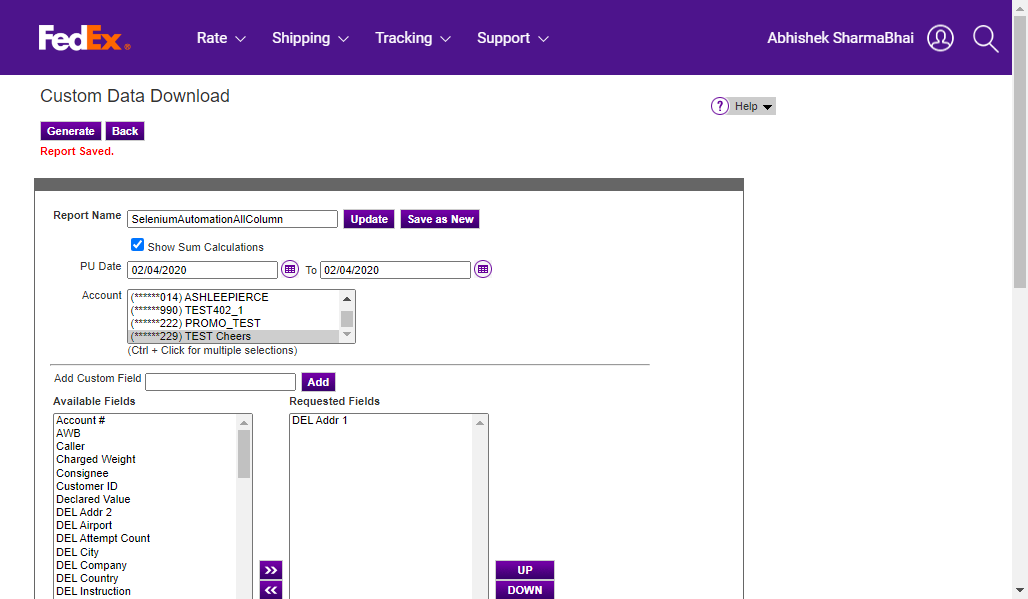 FedEx®
Rate Shipping Tracking Support
Abhishek SharmaBhai
Custom Data Download
? Help
Generate Back
Report Saved.
Report Name SeleniumAutomationAllColumn Update Save as New
Show Sum Calculations
PU Date 02/04/2020 To 02/04/2020
Account
(******014) ASHLEEPIERCE
(******990) TEST402_1
(******222) PROMO_TEST
(******229) TEST Cheers
(Ctrl + Click for multiple selections)
Add Custom Field Add
Available Fields
Account #
AWB
Caller
Charged Weight
Consignee
Customer ID
Declared Value
DEL Addr 2
DEL Airport
DEL Attempt Count
DEL City
DEL Company
DEL Country
DEL Instruction
>>
<<
Requested Fields
DEL Addr 1
UP
DOWN